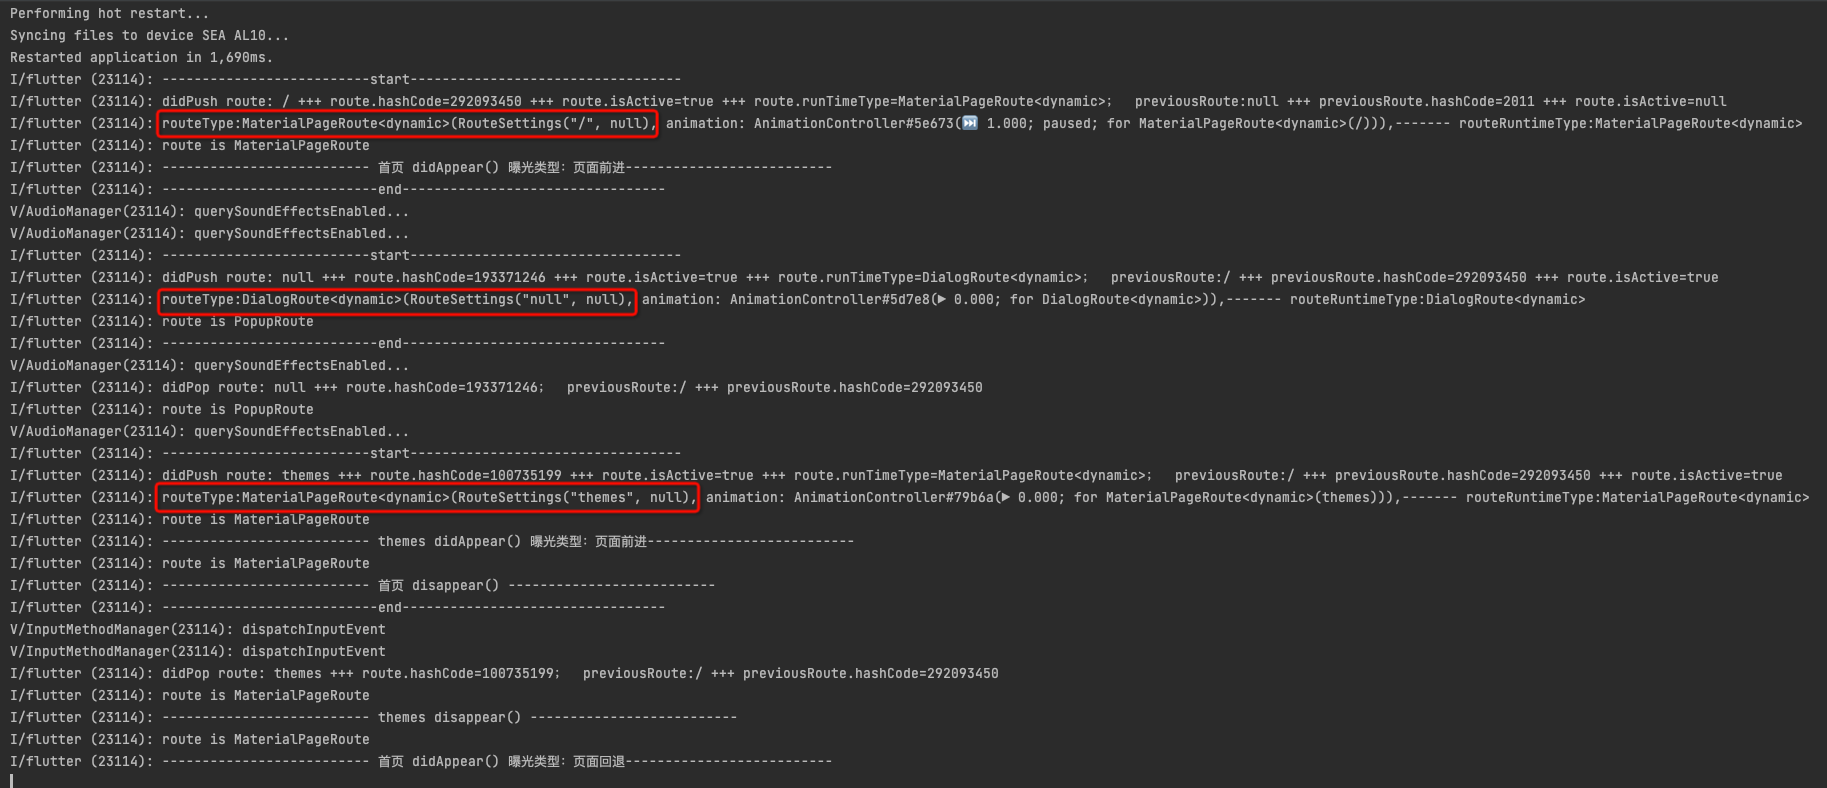 Performing hot restart...
Syncing files to device SEA AL10...
Restarted application in 1,690ms.
I/flutter (23114): --------------------------start----------------------------------
I/flutter (23114): didPush route: / +++ route.hashCode=292093450 +++ route.isActive=true +++ route.runTimeType=MaterialPageRoute<dynamic>;  previousRoute:null +++ previousRoute.hashCode=2011 +++ route.isActive=null
I/flutter (23114): routeType:MaterialPageRoute<dynamic>(RouteSettings("/", null), animation: AnimationController#5e673(⏭ 1.000; paused; for MaterialPageRoute<dynamic>(/))),------- routeRuntimeType:MaterialPageRoute<dynamic>
I/flutter (23114): route is MaterialPageRoute
I/flutter (23114): -------------------------- 首页 didAppear() 曝光类型: 页面前进--------------------------
I/flutter (23114): ---------------------------end---------------------------------
V/AudioManager(23114): querySoundEffectsEnabled...
V/AudioManager(23114): querySoundEffectsEnabled...
I/flutter (23114): --------------------------start----------------------------------
I/flutter (23114): didPush route: null +++ route.hashCode=193371246 +++ route.isActive=true +++ route.runTimeType=DialogRoute<dynamic>;  previousRoute:/ +++ previousRoute.hashCode=292093450 +++ route.isActive=true
I/flutter (23114): routeType:DialogRoute<dynamic>(RouteSettings("null", null), animation: AnimationController#5d7e8(▶ 0.000; for DialogRoute<dynamic>)),------- routeRuntimeType:DialogRoute<dynamic>
I/flutter (23114): route is PopupRoute
I/flutter (23114): ---------------------------end---------------------------------
V/AudioManager(23114): querySoundEffectsEnabled...
I/flutter (23114): didPop route: null +++ route.hashCode=193371246;  previousRoute:/ +++ previousRoute.hashCode=292093450
I/flutter (23114): route is PopupRoute
V/AudioManager(23114): querySoundEffectsEnabled...
I/flutter (23114): --------------------------start----------------------------------
I/flutter (23114): didPush route: themes +++ route.hashCode=100735199 +++ route.isActive=true +++ route.runTimeType=MaterialPageRoute<dynamic>;  previousRoute:/ +++ previousRoute.hashCode=292093450 +++ route.isActive=true
I/flutter (23114): routeType:MaterialPageRoute<dynamic>(RouteSettings("themes", null), animation: AnimationController#79b6a(▶ 0.000; for MaterialPageRoute<dynamic>(themes))),------- routeRuntimeType:MaterialPageRoute<dynamic>
I/flutter (23114): route is MaterialPageRoute
I/flutter (23114): -------------------------- themes didAppear() 曝光类型: 页面前进--------------------------
I/flutter (23114): route is MaterialPageRoute
I/flutter (23114): -------------------------- 首页 disappear() --------------------------
I/flutter (23114): ---------------------------end---------------------------------
V/InputMethodManager(23114): dispatchInputEvent
V/InputMethodManager(23114): dispatchInputEvent
I/flutter (23114): didPop route: themes +++ route.hashCode=100735199;  previousRoute:/ +++ previousRoute.hashCode=292093450
I/flutter (23114): route is MaterialPageRoute
I/flutter (23114): -------------------------- themes disappear() --------------------------
I/flutter (23114): route is MaterialPageRoute
I/flutter (23114): -------------------------- 首页 didAppear() 曝光类型: 页面回退--------------------------